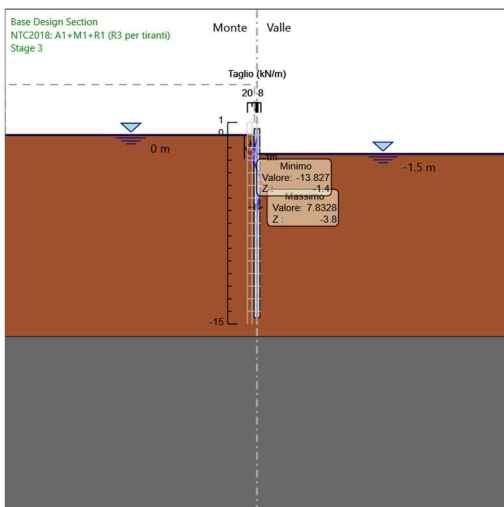 Base Design Section
NTC2018: A1+M1+R1 (R3 per tiranti)
Stage 3
Monte
Valle
Taglio (kN/m)
20
-8
1
0
0 m
-1.5 m
Minimo
Valore: -13.827
Z : -1.4
Massimo
Valore: 7.8328
Z : -3.8
-15